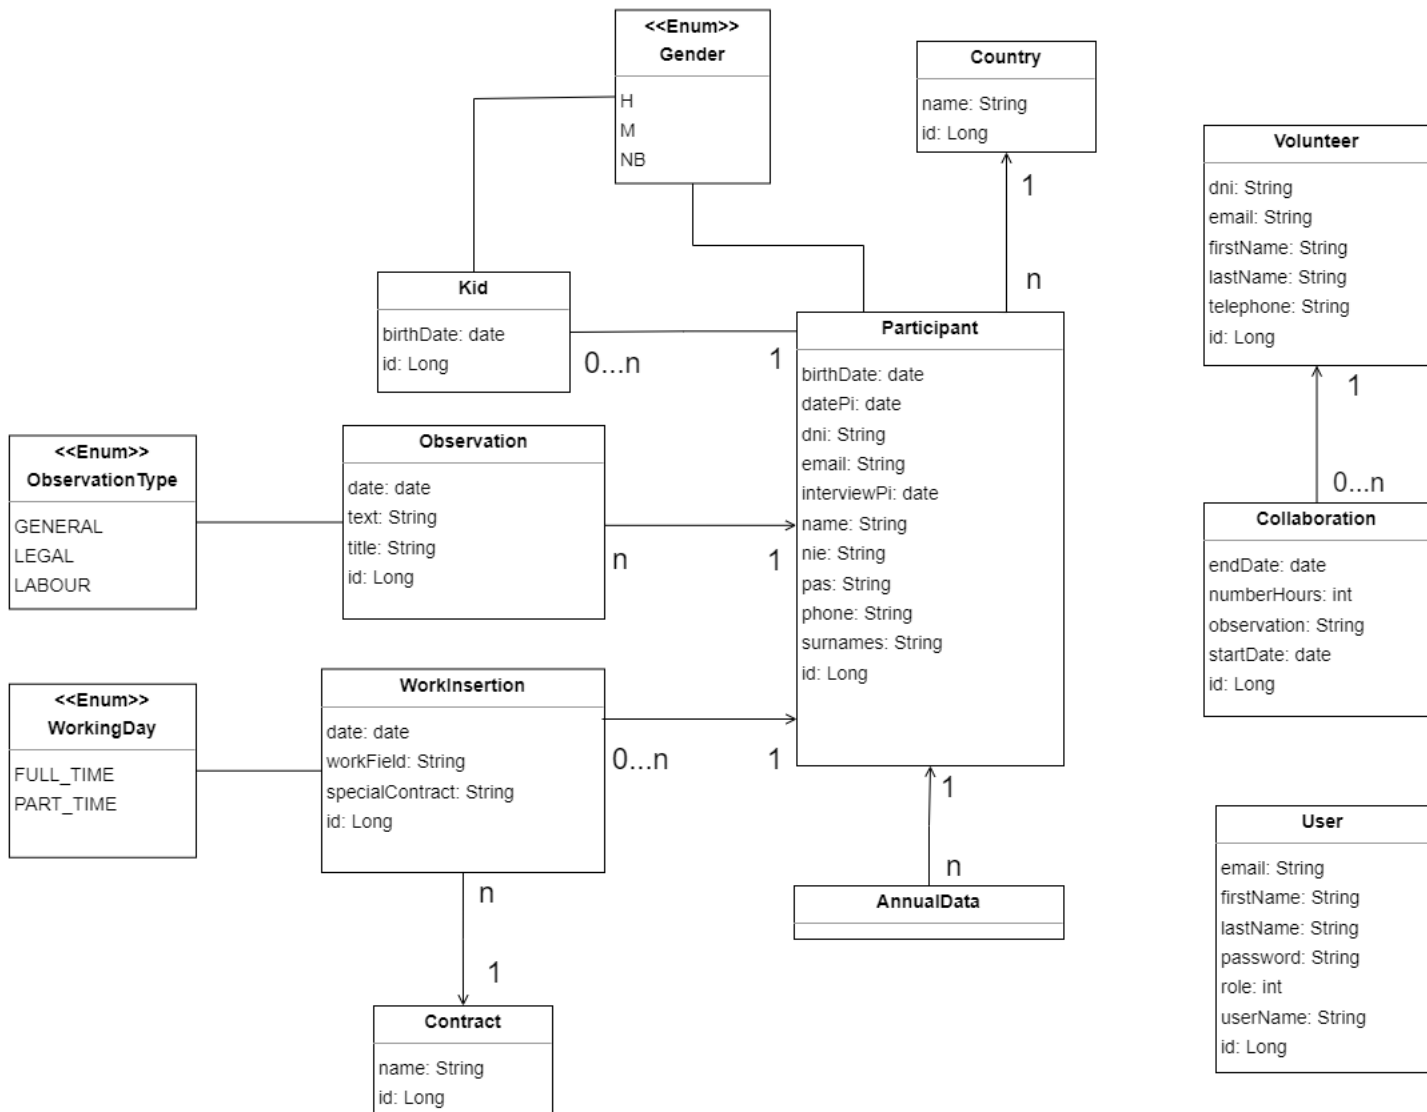 <<Enum>>
Gender
H
M
NB
Country
name: String
id: Long
1
n
Volunteer
dni: String
email: String
firstName: String
lastName: String
telephone: String
id: Long
1
0...n
Kid
birthDate: date
id: Long
0...n
1
Participant
birthDate: date
datePi: date
dni: String
email: String
interviewPi: date
name: String
nie: String
pas: String
phone: String
surnames: String
id: Long
<<Enum>>
ObservationType
GENERAL
LEGAL
LABOUR
Observation
date: date
text: String
title: String
id: Long
n
1
Collaboration
endDate: date
numberHours: int
observation: String
startDate: date
id: Long
<<Enum>>
WorkingDay
FULL_TIME
PART_TIME
WorkInsertion
date: date
workField: String
specialContract: String
id: Long
0...n
1
n
1
1
n
AnnualData
User
email: String
firstName: String
lastName: String
password: String
role: int
userName: String
id: Long
Contract
name: String
id: Long